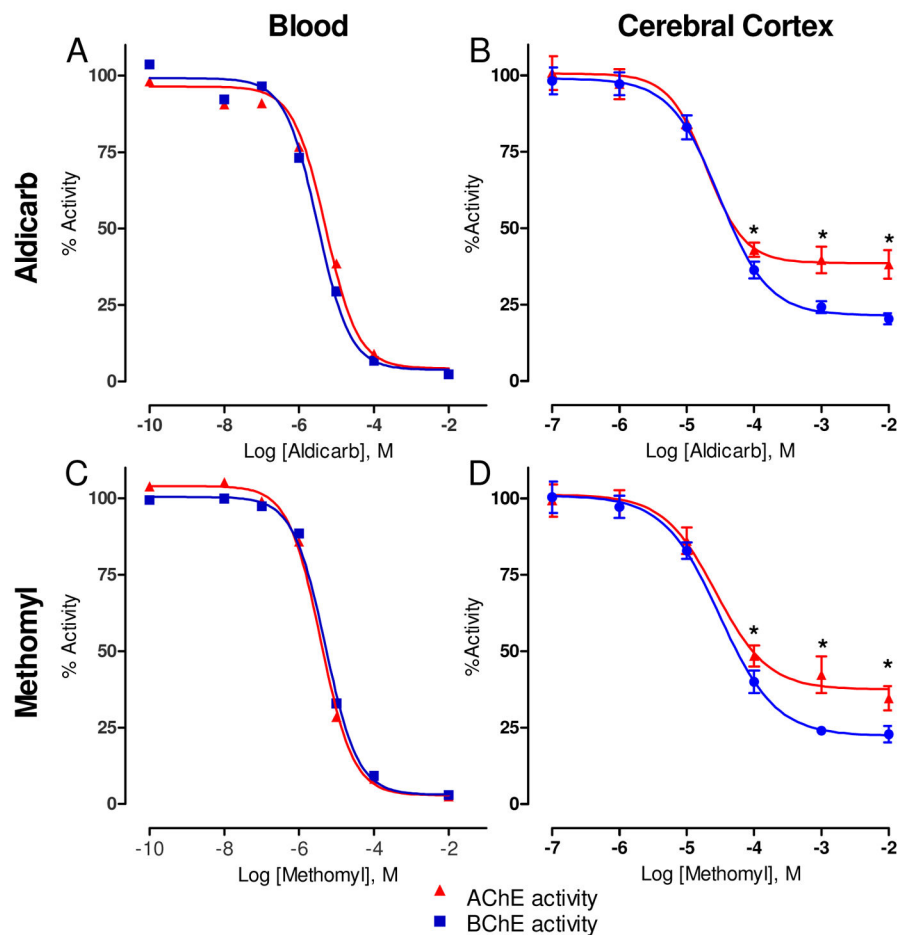 Blood
Cerebral Cortex
Aldicarb
Methomyl
A
% Activity
100
75
50
25
0
-10 -8 -6 -4 -2
Log [Aldicarb], M
B
%Activity
100
75
50
25
0
* * *
-7 -6 -5 -4 -3 -2
Log [Aldicarb], M
C
% Activity
100
75
50
25
0
-10 -8 -6 -4 -2
Log [Methomyl], M
D
%Activity
100
75
50
25
0
* * *
-7 -6 -5 -4 -3 -2
Log [Methomyl], M
AChE activity
BChE activity